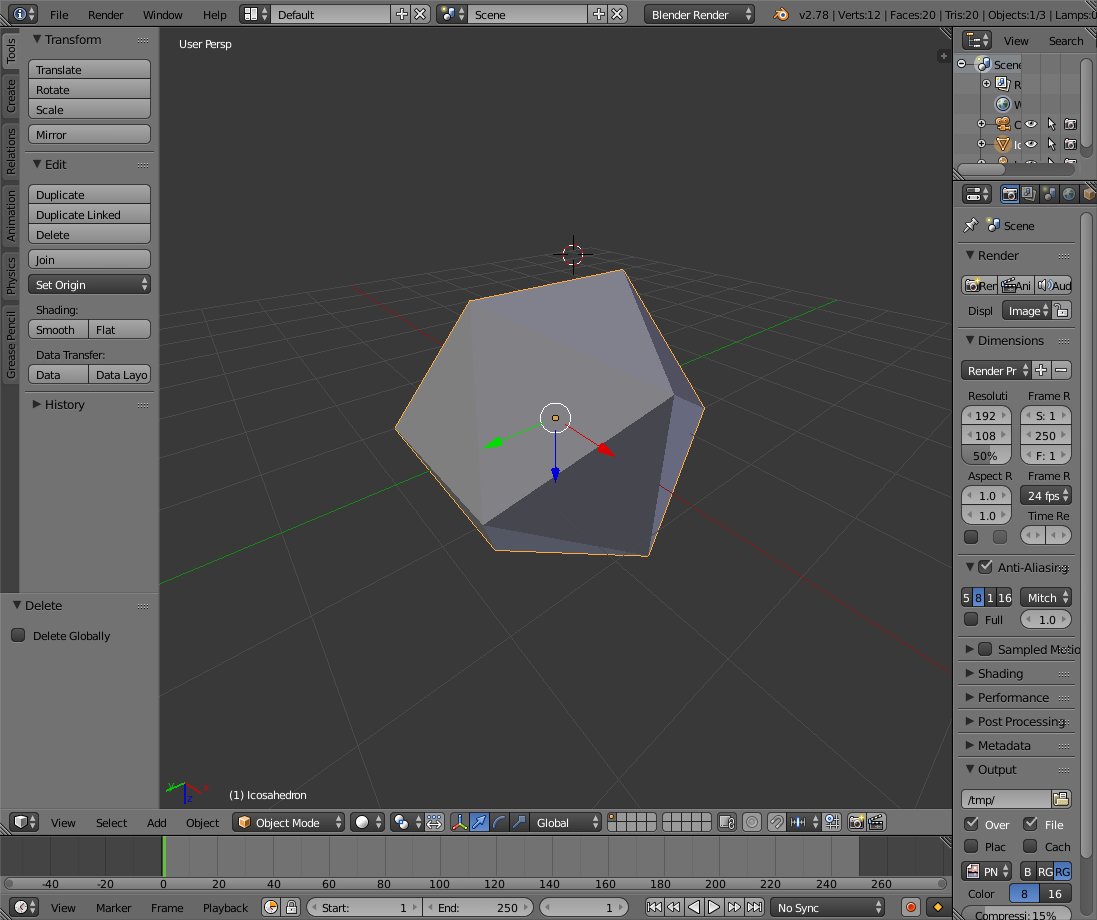 File Render Window Help Default Scene Blender Render v2.78 | Verts:12 | Faces:20 | Tris:20 | Objects:1/3 | Lamps:0
Tools
Create
Relations
Animation
Physics
Grease Pencil
Transform
Translate
Rotate
Scale
Mirror
Edit
Duplicate
Duplicate Linked
Delete
Join
Set Origin
Shading:
Smooth Flat
Data Transfer:
Data Data Layo
History
Delete
Delete Globally
User Persp
(1) Icosahedron
View Select Add Object Object Mode Global
-40 -20 0 20 40 60 80 100 120 140 160 180 200 220 240 260
View Marker Frame Playback Start: 1 End: 250 1 No Sync
View Search
Scene
R
W
C
Ic
Scene
Render
Ren Ani Aud
Displ Image
Dimensions
Render Pr
Resoluti Frame R
192 S: 1
108 250
50% F: 1
Aspect R Frame R
1.0 24 fps
1.0 Time Re
Anti-Aliasing
5 8 1 16 Mitch
Full 1.0
Sampled Motio
Shading
Performance
Post Processing
Metadata
Output
/tmp/
Over File
Plac Cach
PN B RG RG
Color 8 16
Compressi: 15%